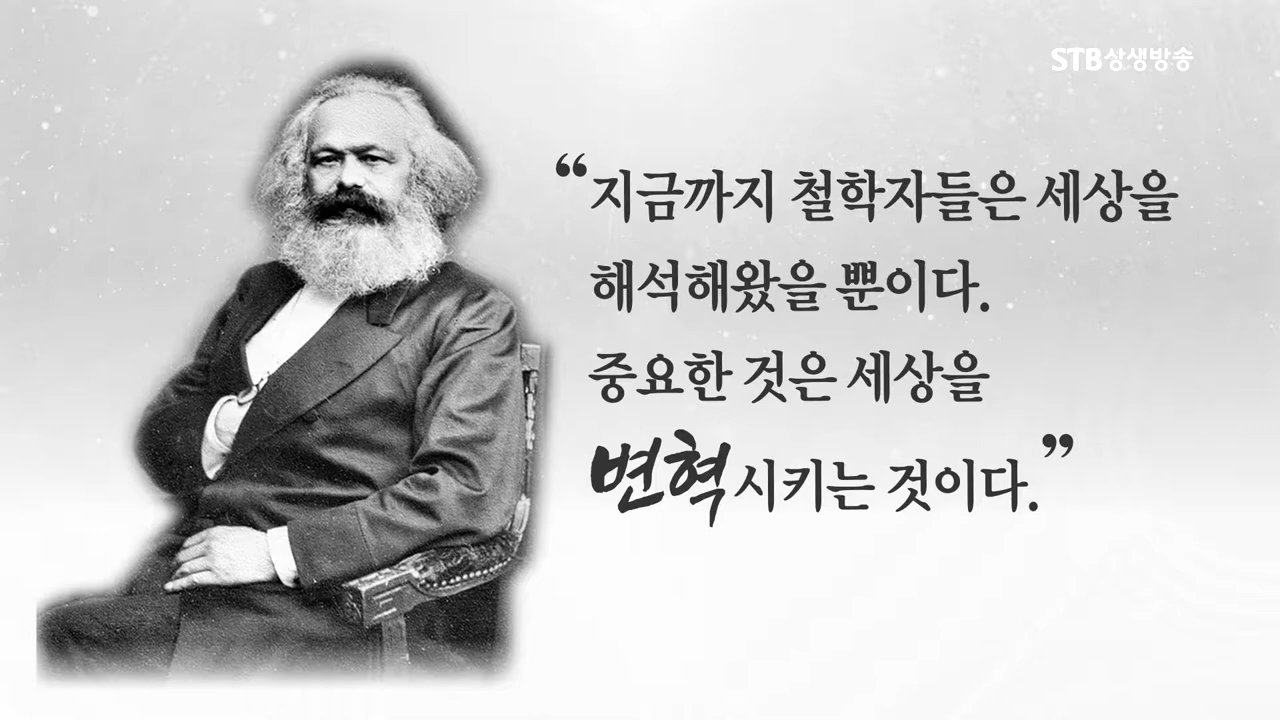 STB상생방송
“지금까지 철학자들은 세상을
해석해왔을 뿐이다.
중요한 것은 세상을
변혁시키는 것이다.”